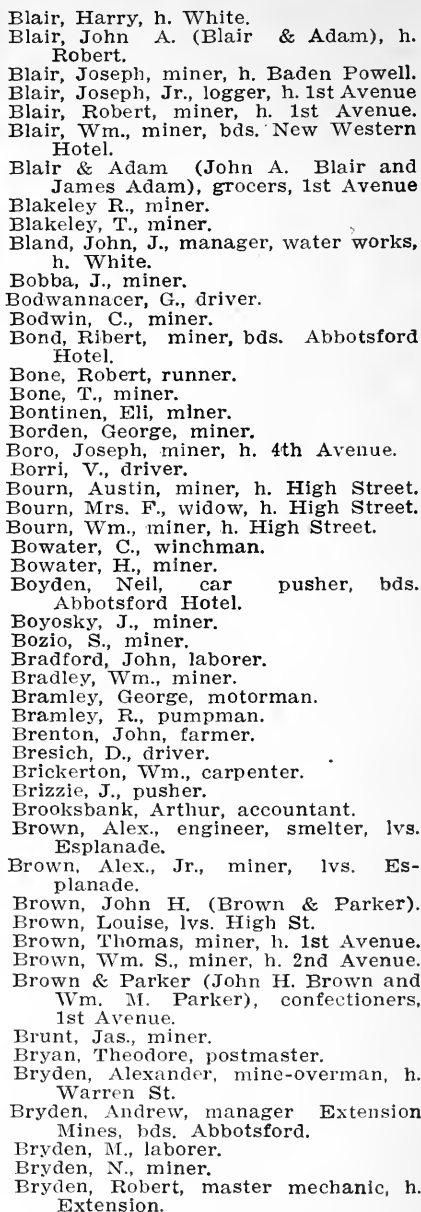 Blair, Harry, h. White.
Blair, John A. (Blair & Adam), h.
Robert.
Blair, Joseph, miner, h. Baden Powell.
Blair, Joseph, Jr., logger, h. 1st Avenue
Blair, Robert, miner, h. 1st Avenue.
Blair, Wm., miner, bds. New Western
Hotel.
Blair & Adam (John A. Blair and
James Adam), grocers, 1st Avenue
Blakeley R., miner.
Blakeley, T., miner.
Bland, John, J., manager, water works,
h. White.
Bobba, J., miner.
Bodwannacer, G., driver.
Bodwin, C., miner.
Bond, Ribert, miner, bds. Abbotsford
Hotel.
Bone, Robert, runner.
Bone, T., miner.
Bontinen, Eli, miner.
Borden, George, miner.
Boro, Joseph, miner, h. 4th Avenue.
Borri, V., driver.
Bourn, Austin, miner, h. High Street.
Bourn, Mrs. F., widow, h. High Street.
Bourn, Wm., miner, h. High Street.
Bowater, C., winchman.
Bowater, H., miner.
Boyden, Neil, car pusher, bds.
Abbotsford Hotel.
Boyosky, J., miner.
Bozio, S., miner.
Bradford, John, laborer.
Bradley, Wm., miner.
Bramley, George, motorman.
Bramley, R., pumpman.
Brenton, John, farmer.
Bresich, D., driver.
Brickerton, Wm., carpenter.
Brizzie, J., pusher.
Brooksbank, Arthur, accountant.
Brown, Alex., engineer, smelter, lvs.
Esplanade.
Brown, Alex., Jr., miner, lvs. Es-
planade.
Brown, John H. (Brown & Parker).
Brown, Louise, lvs. High St.
Brown, Thomas, miner, h. 1st Avenue.
Brown, Wm. S., miner, h. 2nd Avenue.
Brown & Parker (John H. Brown and
Wm. M. Parker), confectioners,
1st Avenue.
Brunt, Jas., miner.
Bryan, Theodore, postmaster.
Bryden, Alexander, mine-overman, h.
Warren St.
Bryden, Andrew, manager Extension
Mines, bds. Abbotsford.
Bryden, M., laborer.
Bryden, N., miner.
Bryden, Robert, master mechanic, h.
Extension.